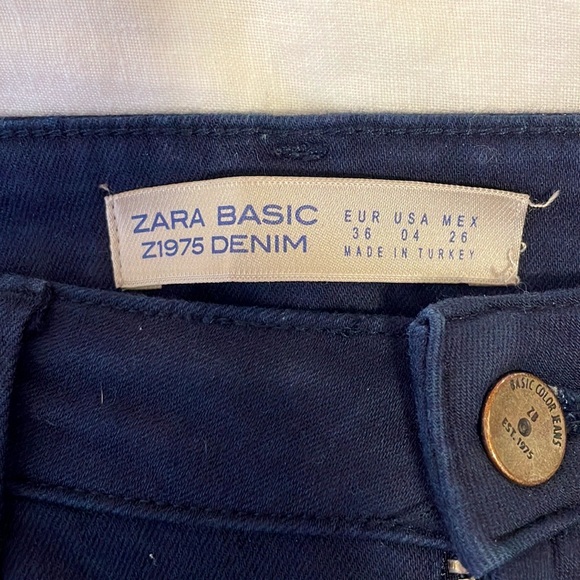 ZARA BASIC
Z1975 DENIM
EUR USA MEX
36 04 26
MADE IN TURKEY
BASIC COLOR JEANS
ZB
EST. 1975